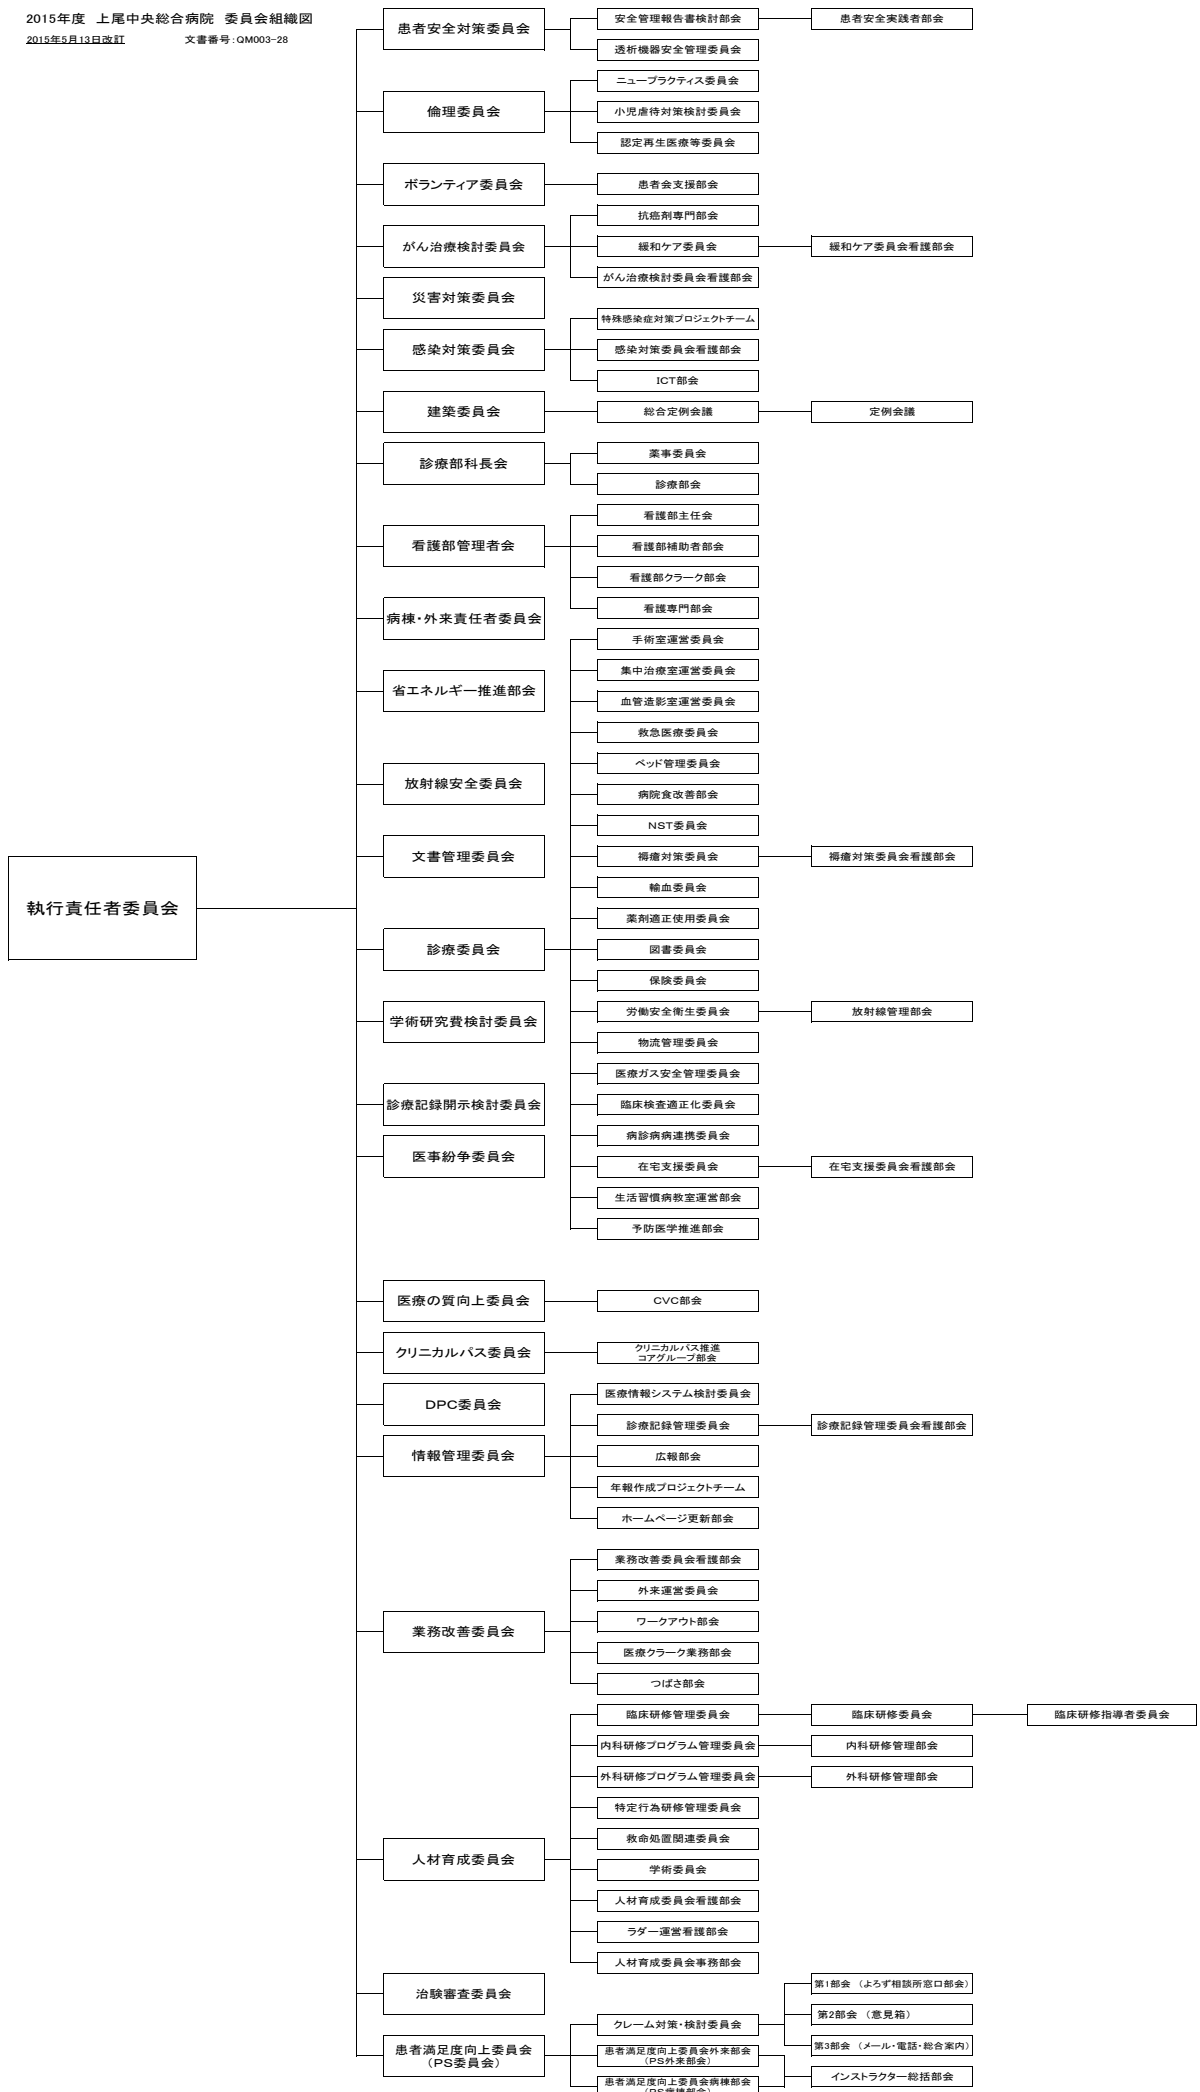 2015年度 上尾中央総合病院 委員会組織図
2015年5月13日改訂 文書番号:QM003-28
執行責任者委員会
患者安全対策委員会
安全管理報告書検討部会
患者安全実践者部会
透析機器安全管理委員会
倫理委員会
ニュープラクティス委員会
小児虐待対策検討委員会
認定再生医療等委員会
ボランティア委員会
患者会支援部会
がん治療検討委員会
抗癌剤専門部会
緩和ケア委員会
緩和ケア委員会看護部会
がん治療検討委員会看護部会
災害対策委員会
感染対策委員会
特殊感染症対策プロジェクトチーム
感染対策委員会看護部会
ICT部会
建築委員会
総合定例会議
定例会議
診療部科長会
薬事委員会
診療部会
看護部管理者会
看護部主任会
看護部補助者部会
看護部クラーク部会
看護専門部会
病棟・外来責任者委員会
省エネルギー推進部会
放射線安全委員会
文書管理委員会
診療委員会
手術室運営委員会
集中治療室運営委員会
血管造影室運営委員会
救急医療委員会
ベッド管理委員会
病院食改善部会
NST委員会
褥瘡対策委員会
褥瘡対策委員会看護部会
輸血委員会
薬剤適正使用委員会
図書委員会
保険委員会
労働安全衛生委員会
放射線管理部会
物流管理委員会
医療ガス安全管理委員会
臨床検査適正化委員会
病診病病連携委員会
在宅支援委員会
在宅支援委員会看護部会
生活習慣病教室運営部会
予防医学推進部会
学術研究費検討委員会
診療記録開示検討委員会
医事紛争委員会
医療の質向上委員会
CVC部会
クリニカルパス委員会
クリニカルパス推進
コアグループ部会
DPC委員会
情報管理委員会
医療情報システム検討委員会
診療記録管理委員会
診療記録管理委員会看護部会
広報部会
年報作成プロジェクトチーム
ホームページ更新部会
業務改善委員会
業務改善委員会看護部会
外来運営委員会
ワークアウト部会
医療クラーク業務部会
つばさ部会
人材育成委員会
臨床研修管理委員会
臨床研修委員会
臨床研修指導者委員会
内科研修プログラム管理委員会
内科研修管理部会
外科研修プログラム管理委員会
外科研修管理部会
特定行為研修管理委員会
救命処置関連委員会
学術委員会
人材育成委員会看護部会
ラダー運営看護部会
人材育成委員会事務部会
治験審査委員会
患者満足度向上委員会
(PS委員会)
クレーム対策・検討委員会
第1部会 (よろず相談所窓口部会)
第2部会 (意見箱)
第3部会 (メール・電話・総合案内)
患者満足度向上委員会外来部会
(PS外来部会)
患者満足度向上委員会病棟部会
(PS病棟部会)
インストラクター総括部会